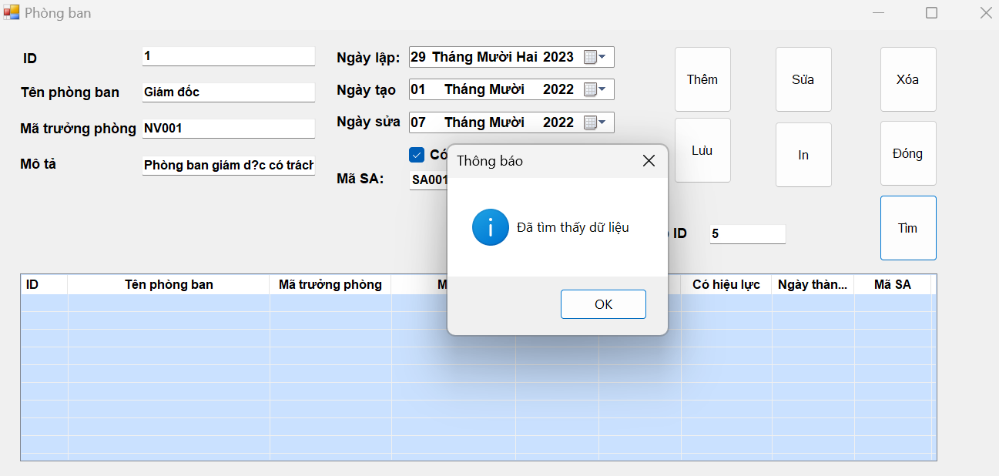 Phòng ban
ID 1
Tên phòng ban Giám đốc
Mã trưởng phòng NV001
Mô tả Phòng ban giám d?c có trách
Ngày lập: 29 Tháng Mười Hai 2023
Ngày tạo 01 Tháng Mười 2022
Ngày sửa 07 Tháng Mười 2022
Có
Mã SA: SA001
Thêm Sửa Xóa
Lưu In Đóng
ID 5 Tìm
Thông báo
Đã tìm thấy dữ liệu
OK
ID Tên phòng ban Mã trưởng phòng M Có hiệu lực Ngày thàn... Mã SA